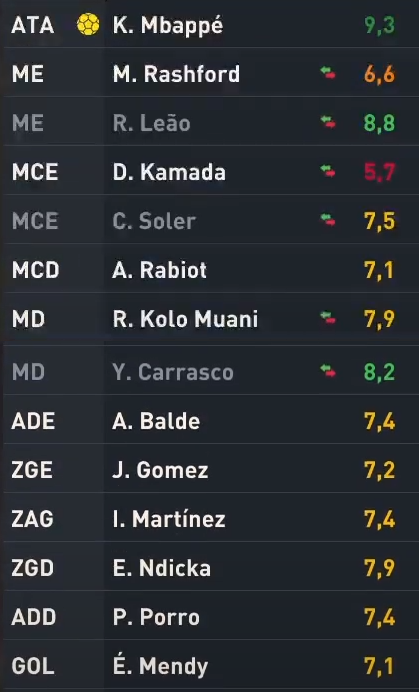 ATA K. Mbappé 9,3
ME M. Rashford 6,6
ME R. Leão 8,8
MCE D. Kamada 5,7
MCE C. Soler 7,5
MCD A. Rabiot 7,1
MD R. Kolo Muani 7,9
MD Y. Carrasco 8,2
ADE A. Balde 7,4
ZGE J. Gomez 7,2
ZAG I. Martínez 7,4
ZGD E. Ndicka 7,9
ADD P. Porro 7,4
GOL É. Mendy 7,1